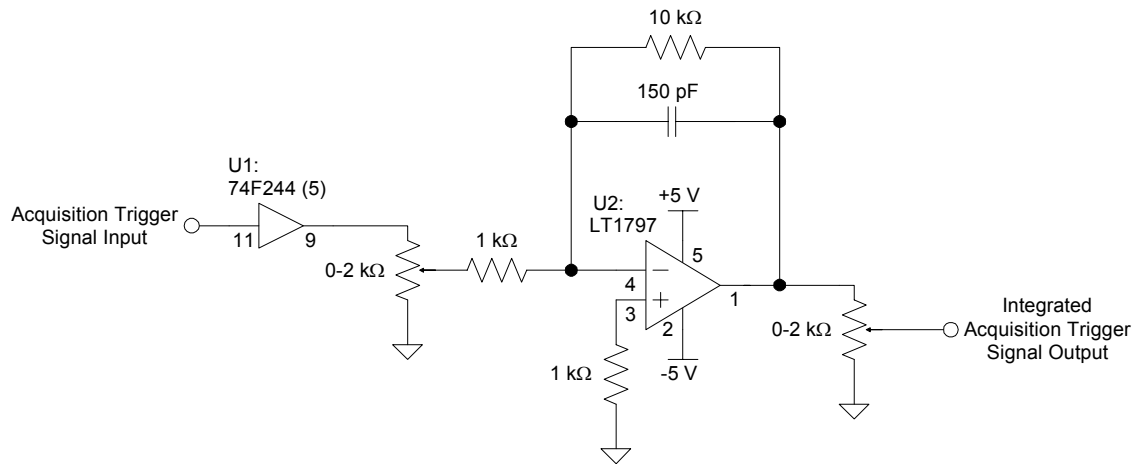 10 kΩ
150 pF
U1:
74F244 (5)
Acquisition Trigger
Signal Input
11
9
0-2 kΩ
1 kΩ
U2:
LT1797
+5 V
5
4
3
2
1
-5 V
1 kΩ
0-2 kΩ
Integrated
Acquisition Trigger
Signal Output